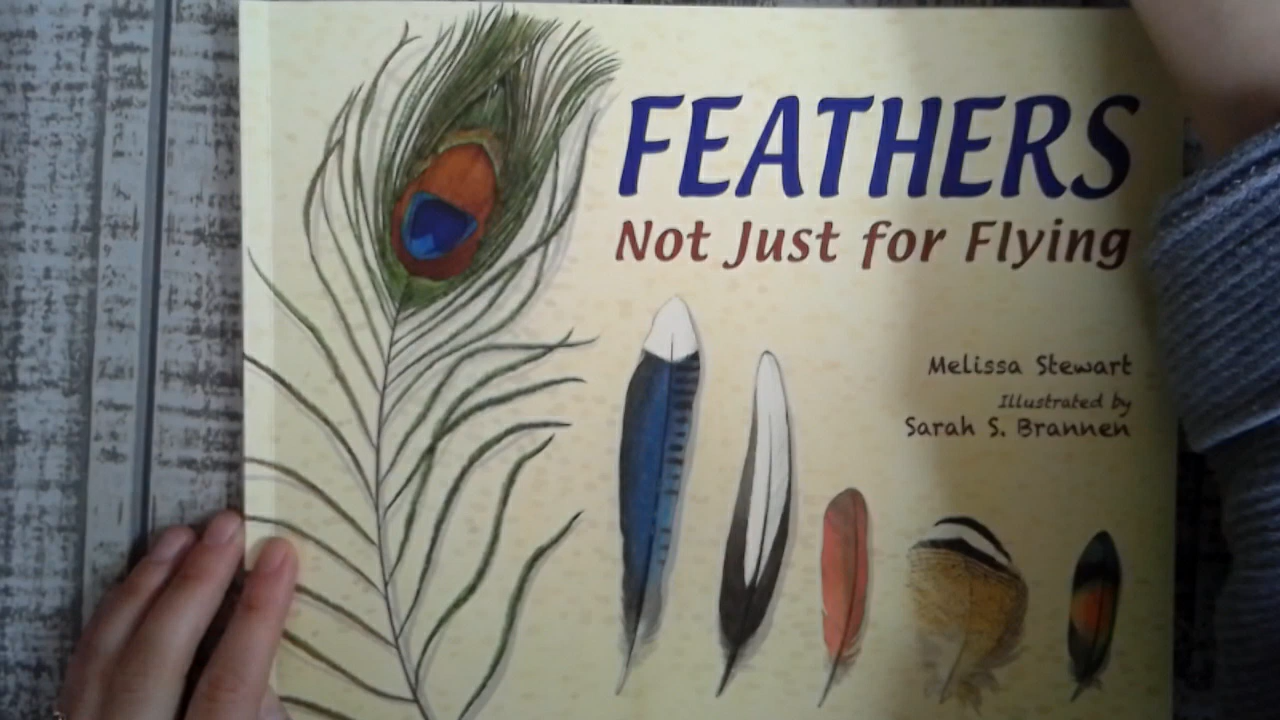 FEATHERS
Not Just for Flying
Melissa Stewart
Illustrated by
Sarah S. Brannen